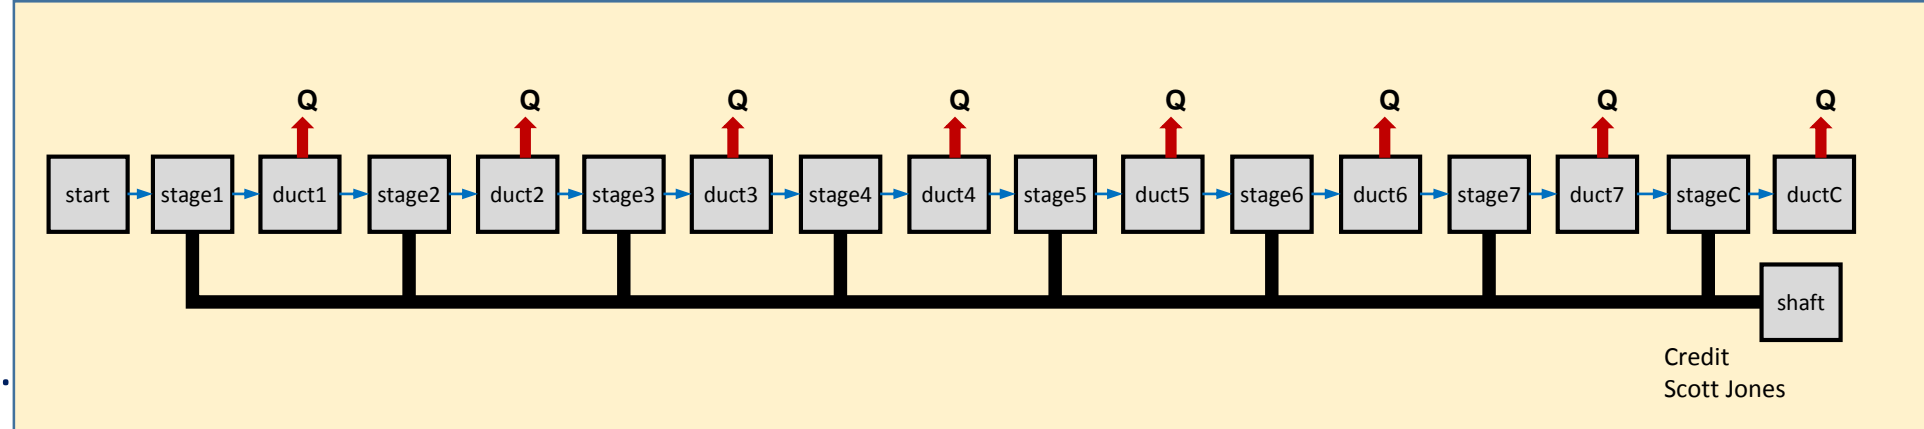 Q Q Q Q Q Q Q Q
start stage1 duct1 stage2 duct2 stage3 duct3 stage4 duct4 stage5 duct5 stage6 duct6 stage7 duct7 stageC ductC
shaft
Credit
Scott Jones
.